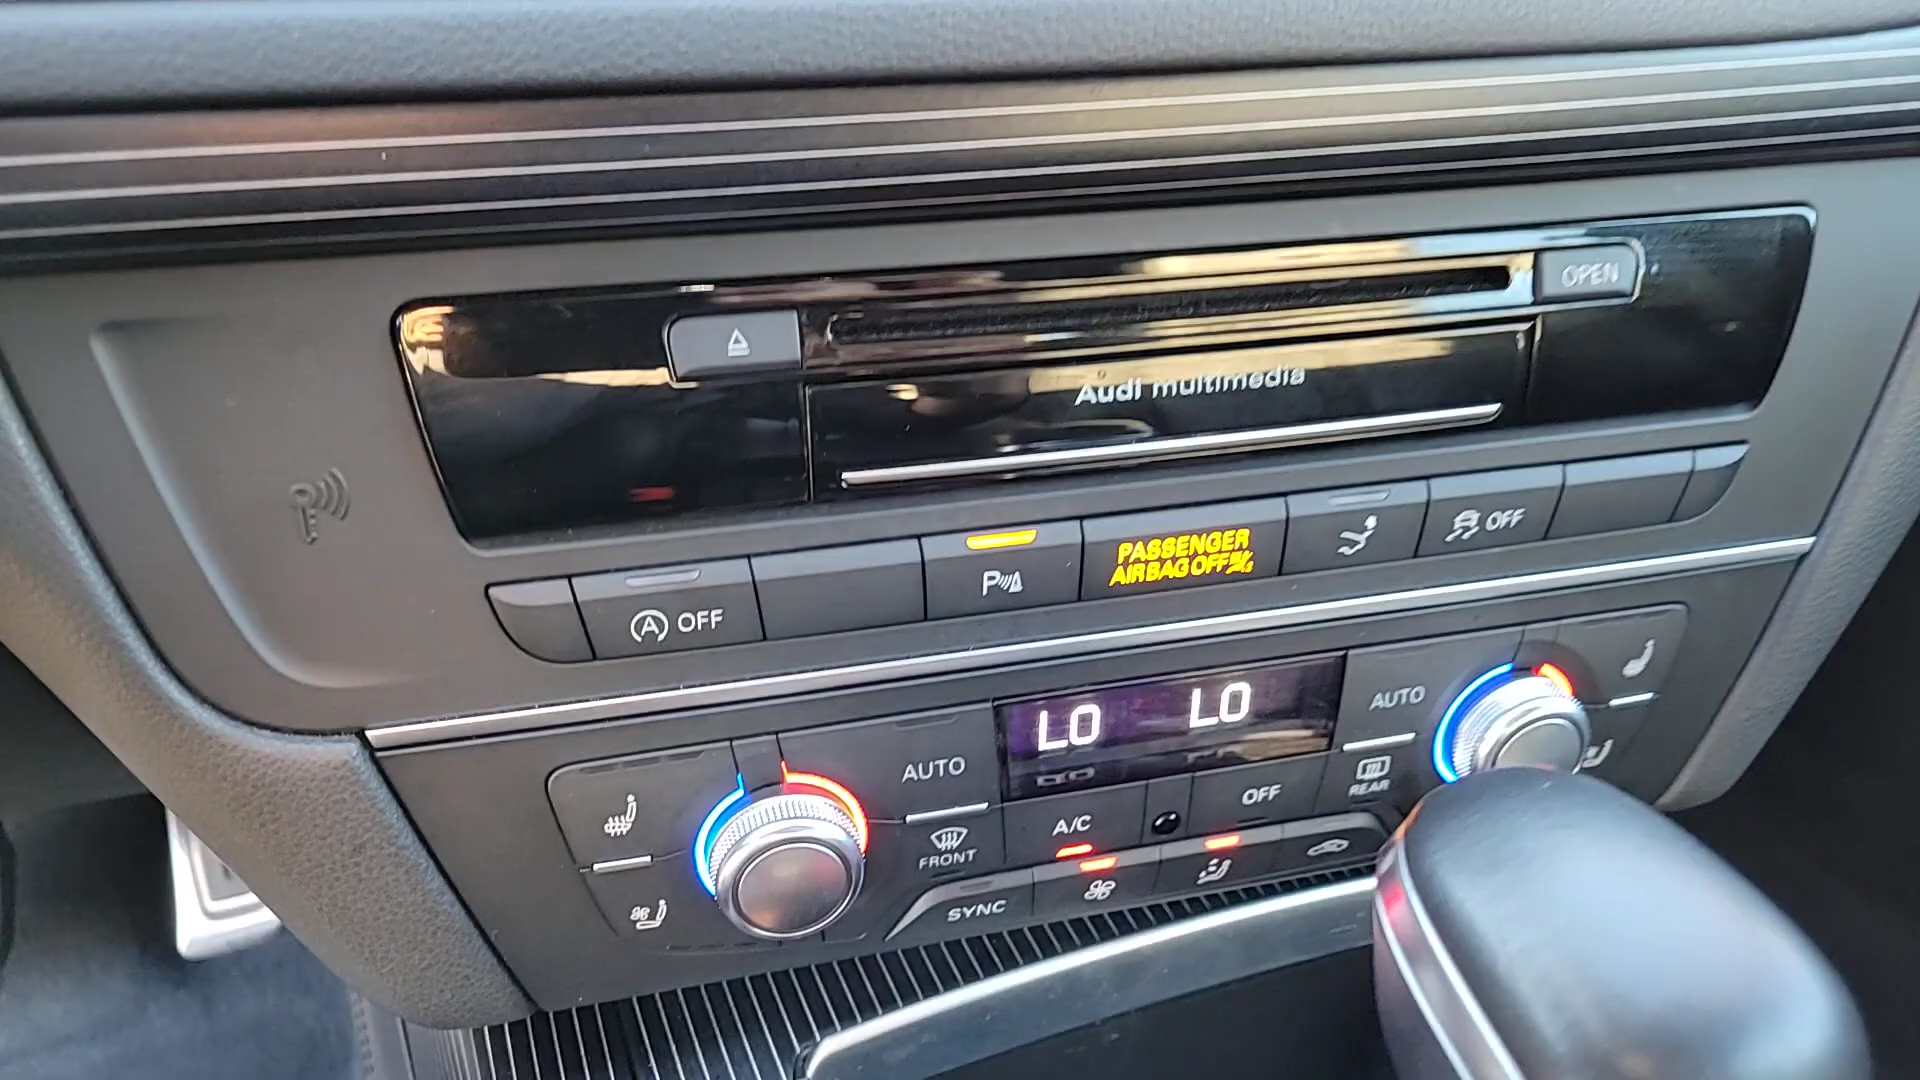 OPEN
Audi multimedia
A OFF
P
PASSENGER
AIRBAG OFF
OFF
LO LO
AUTO
AUTO
REAR
A/C
OFF
FRONT
SYNC